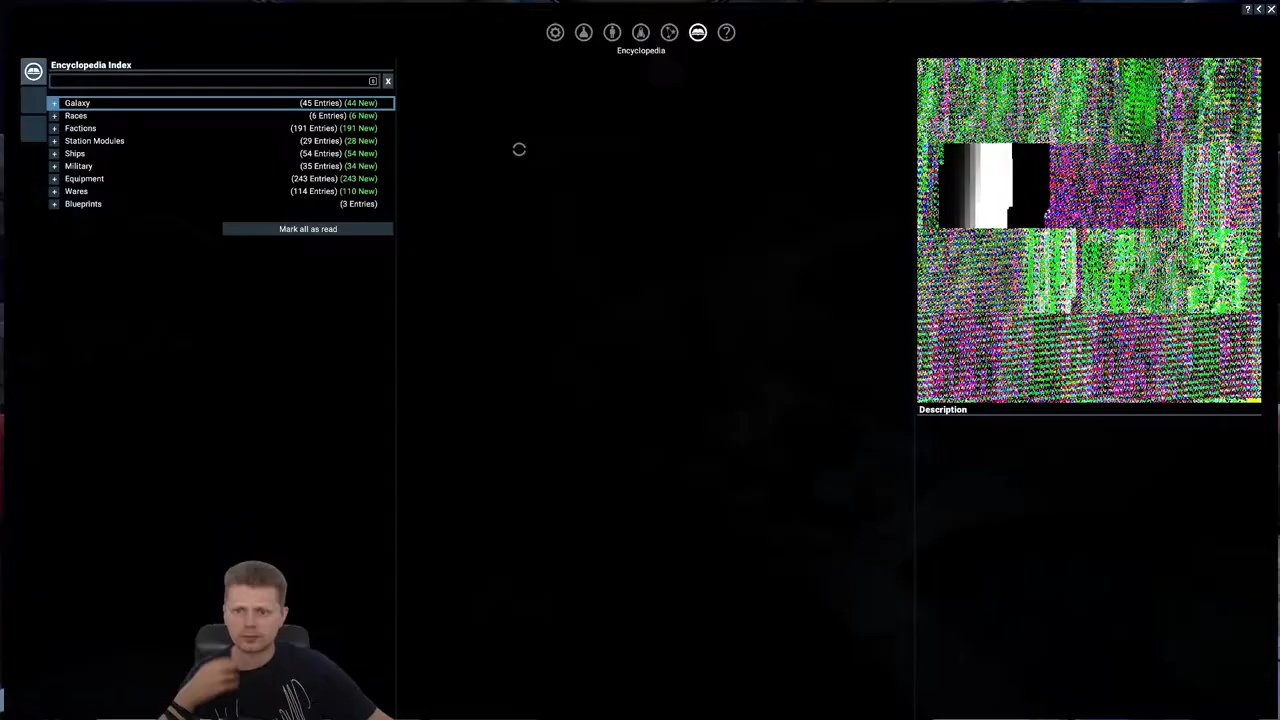 Encyclopedia
Encyclopedia Index
X
+ Galaxy (45 Entries) (44 New)
+ Races (6 Entries) (6 New)
+ Factions (191 Entries) (191 New)
+ Station Modules (29 Entries) (28 New)
+ Ships (54 Entries) (54 New)
+ Military (35 Entries) (34 New)
+ Equipment (243 Entries) (243 New)
+ Wares (114 Entries) (110 New)
+ Blueprints (3 Entries)
Mark all as read
Description